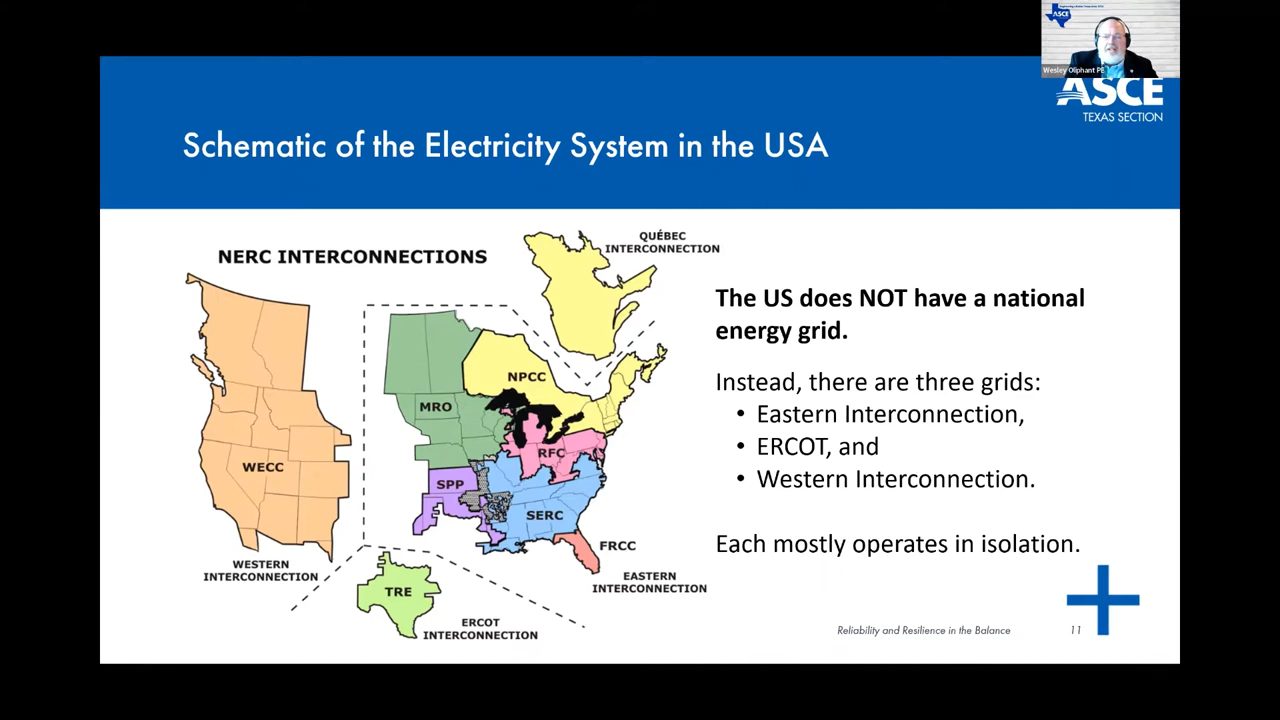 ASCE
Wesley Oliphant PE
ASCE
TEXAS SECTION
Schematic of the Electricity System in the USA
NERC INTERCONNECTIONS
QUÉBEC
INTERCONNECTION
NPCC
MRO
RFC
WECC
SPP
SERC
FRCC
WESTERN
INTERCONNECTION
EASTERN
INTERCONNECTION
TRE
ERCOT
INTERCONNECTION
The US does NOT have a national
energy grid.
Instead, there are three grids:
• Eastern Interconnection,
• ERCOT, and
• Western Interconnection.
Each mostly operates in isolation.
Reliability and Resilience in the Balance
11